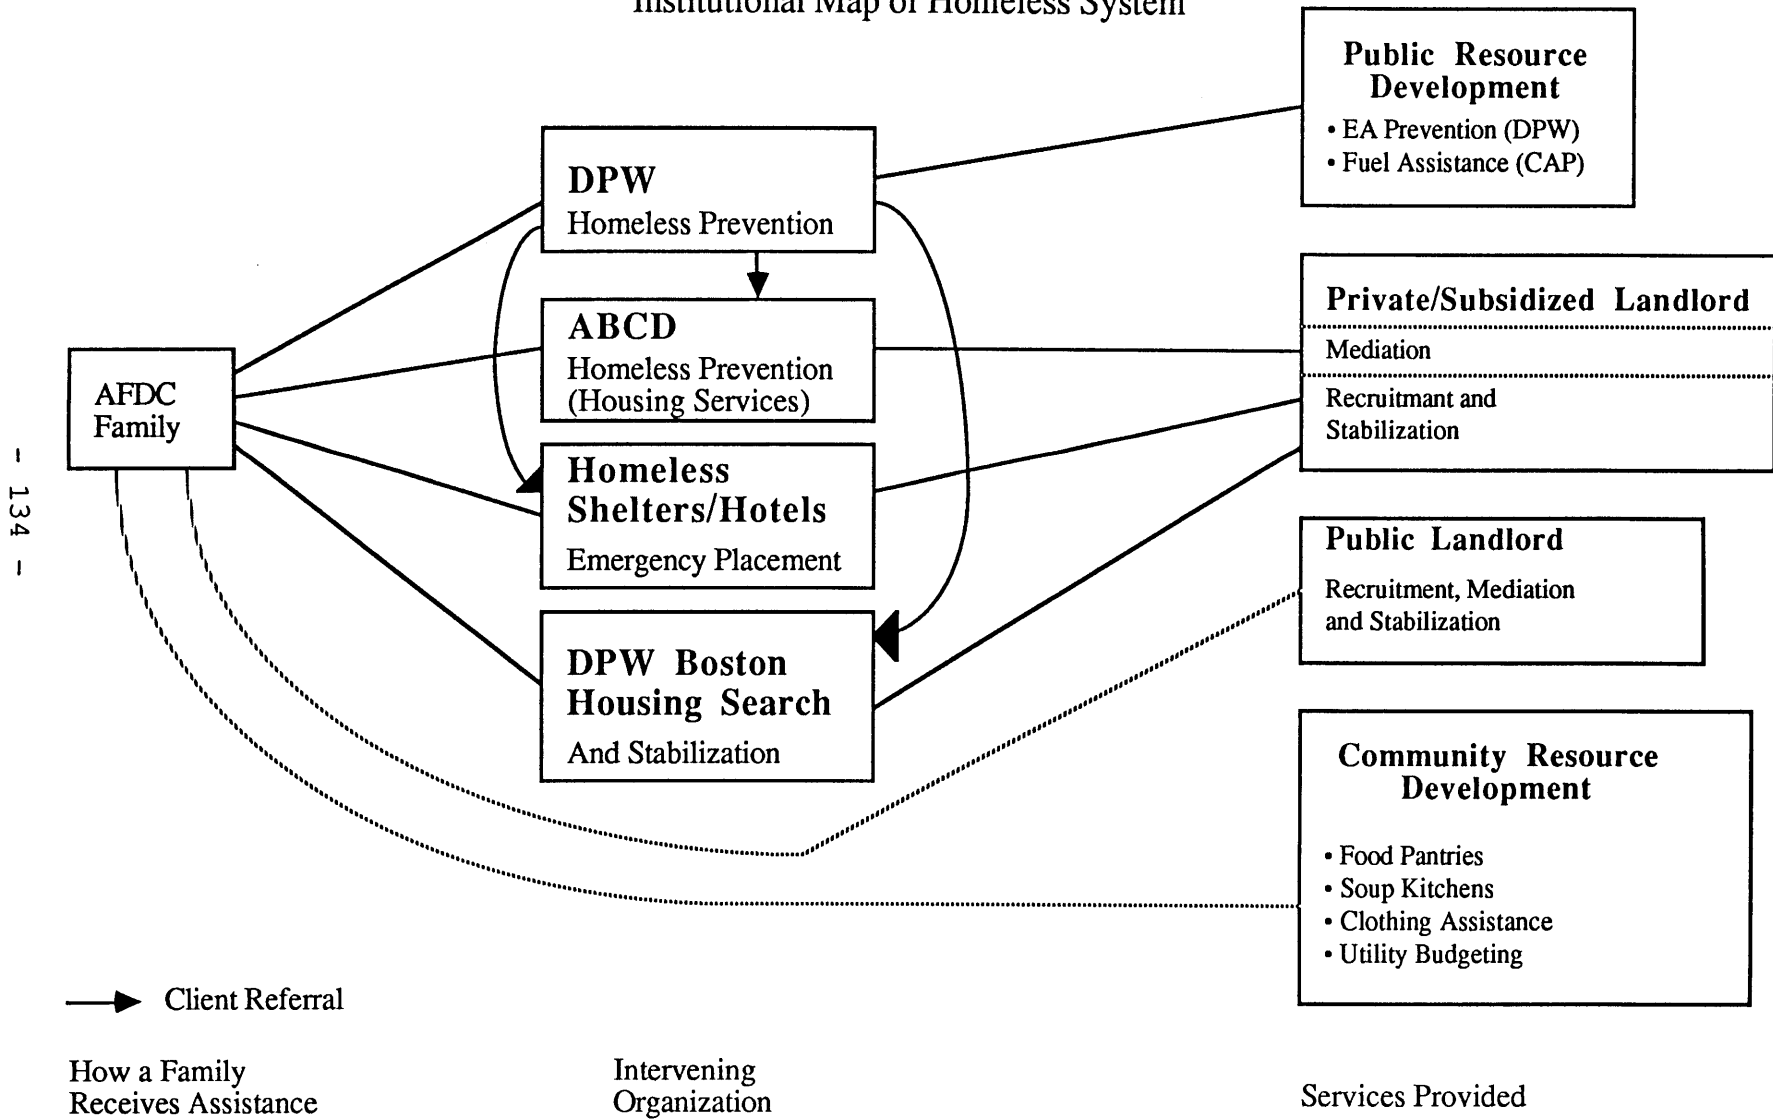 Institutional Map of Homeless System
Public Resource
Development
• EA Prevention (DPW)
• Fuel Assistance (CAP)
DPW
Homeless Prevention
Private/Subsidized Landlord
Mediation
Recruitmant and
Stabilization
ABCD
Homeless Prevention
(Housing Services)
AFDC
Family
Homeless
Shelters/Hotels
Emergency Placement
Public Landlord
Recruitment, Mediation
and Stabilization
DPW Boston
Housing Search
And Stabilization
Community Resource
Development
• Food Pantries
• Soup Kitchens
• Clothing Assistance
• Utility Budgeting
- 134 -
Client Referral
How a Family
Receives Assistance
Intervening
Organization
Services Provided